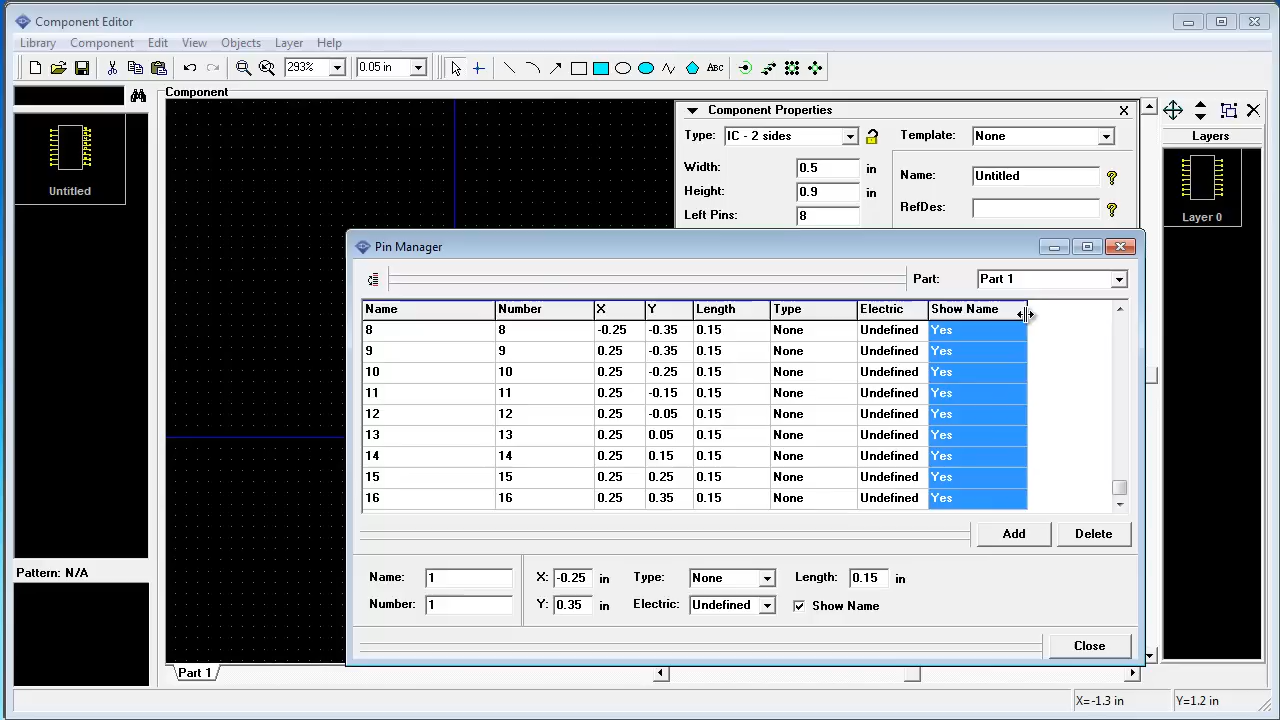 Component Editor
Library Component Edit View Objects Layer Help
293% 0.05 in ABC
Component
Untitled
Pattern: N/A
Component Properties
Type: IC - 2 sides Template: None
Width: 0.5 in
Name: Untitled
Height: 0.9 in
RefDes:
Left Pins: 8
Layers
Layer 0
Pin Manager
Part: Part 1
Name Number X Y Length Type Electric Show Name
8 8 -0.25 -0.35 0.15 None Undefined Yes
9 9 0.25 -0.35 0.15 None Undefined Yes
10 10 0.25 -0.25 0.15 None Undefined Yes
11 11 0.25 -0.15 0.15 None Undefined Yes
12 12 0.25 -0.05 0.15 None Undefined Yes
13 13 0.25 0.05 0.15 None Undefined Yes
14 14 0.25 0.15 0.15 None Undefined Yes
15 15 0.25 0.25 0.15 None Undefined Yes
16 16 0.25 0.35 0.15 None Undefined Yes
Add Delete
Name: 1 X: -0.25 in Type: None Length: 0.15 in
Number: 1 Y: 0.35 in Electric: Undefined Show Name
Close
Part 1
X=-1.3 in Y=1.2 in